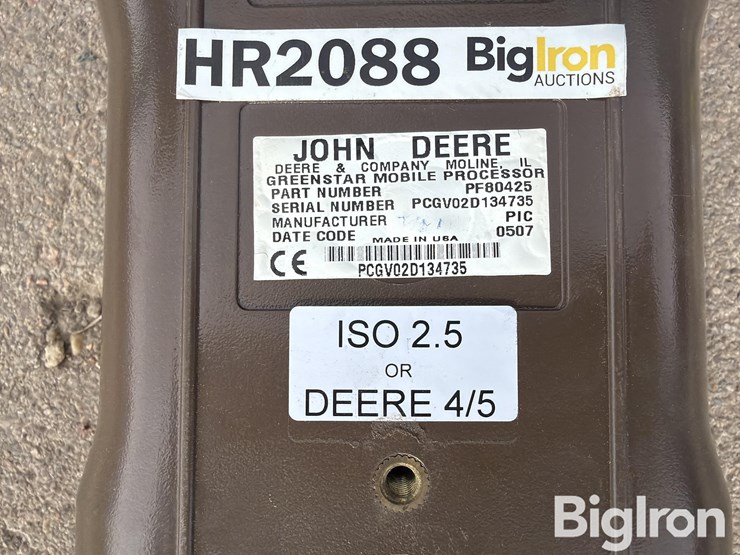 HR2088 BigIron
AUCTIONS
JOHN DEERE
DEERE & COMPANY MOLINE, IL
GREENSTAR MOBILE PROCESSOR
PART NUMBER PF80425
SERIAL NUMBER PCGV02D134735
MANUFACTURER PIC
DATE CODE 0507
MADE IN USA
CE
PCGV02D134735
ISO 2.5
OR
DEERE 4/5
BigIron